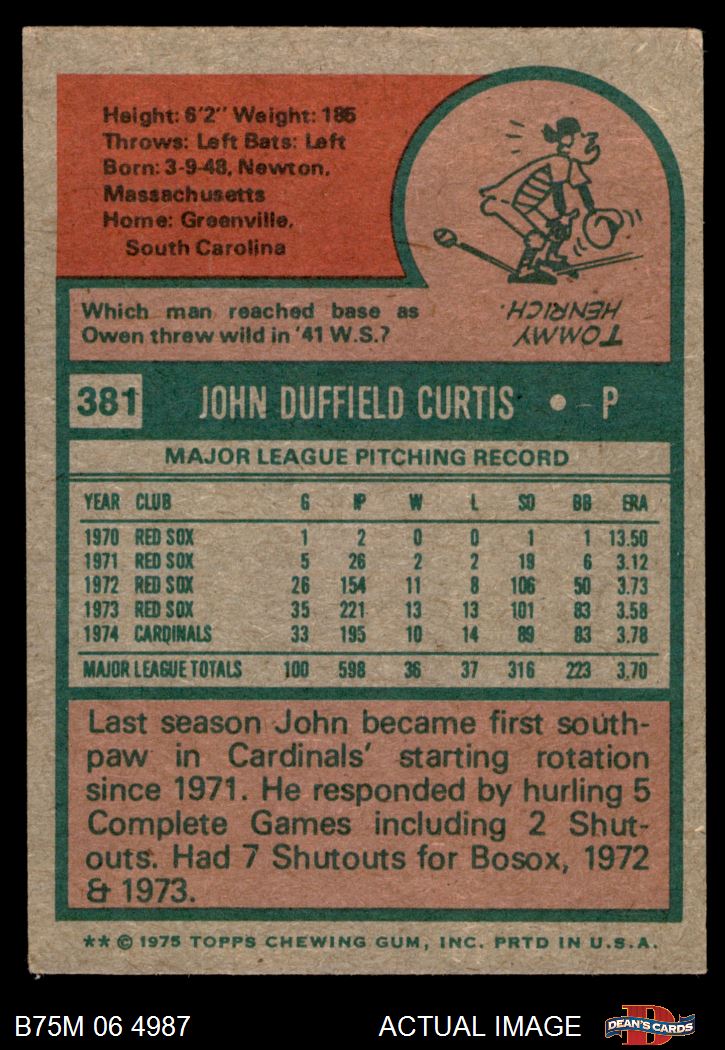 Height: 6'2" Weight: 185
Throws: Left Bats: Left
Born: 3-9-48, Newton,
Massachusetts
Home: Greenville,
South Carolina
Which man reached base as
Owen threw wild in '41 W.S.?
TOMMY
HENRICH.
381 JOHN DUFFIELD CURTIS • – P
MAJOR LEAGUE PITCHING RECORD
YEAR CLUB G IP W L SO BB ERA
1970 RED SOX 1 2 0 0 1 1 13.50
1971 RED SOX 5 26 2 2 19 6 3.12
1972 RED SOX 26 154 11 8 106 50 3.73
1973 RED SOX 35 221 13 13 101 83 3.58
1974 CARDINALS 33 195 10 14 89 83 3.78
MAJOR LEAGUE TOTALS 100 598 36 37 316 223 3.70
Last season John became first south-
paw in Cardinals' starting rotation
since 1971. He responded by hurling 5
Complete Games including 2 Shut-
outs. Had 7 Shutouts for Bosox, 1972
& 1973.
** © 1975 TOPPS CHEWING GUM, INC. PRTD IN U.S.A.
B75M 06 4987 ACTUAL IMAGE DEAN'S CARDS